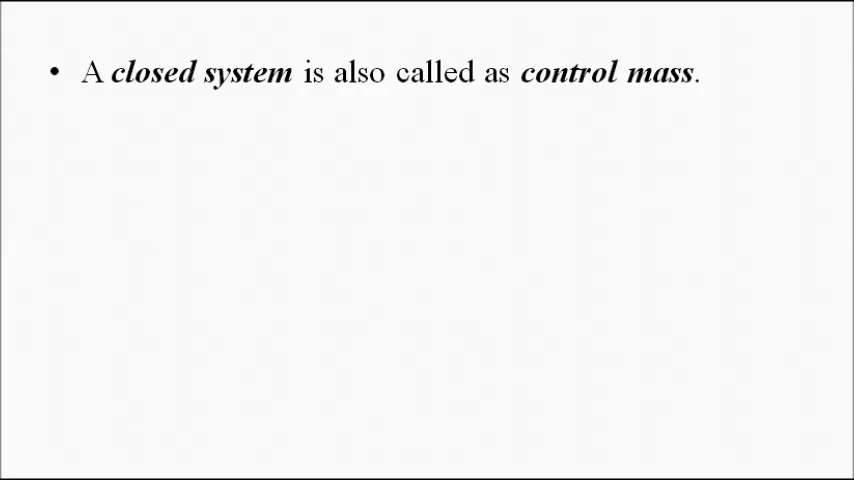 • A closed system is also called as control mass.